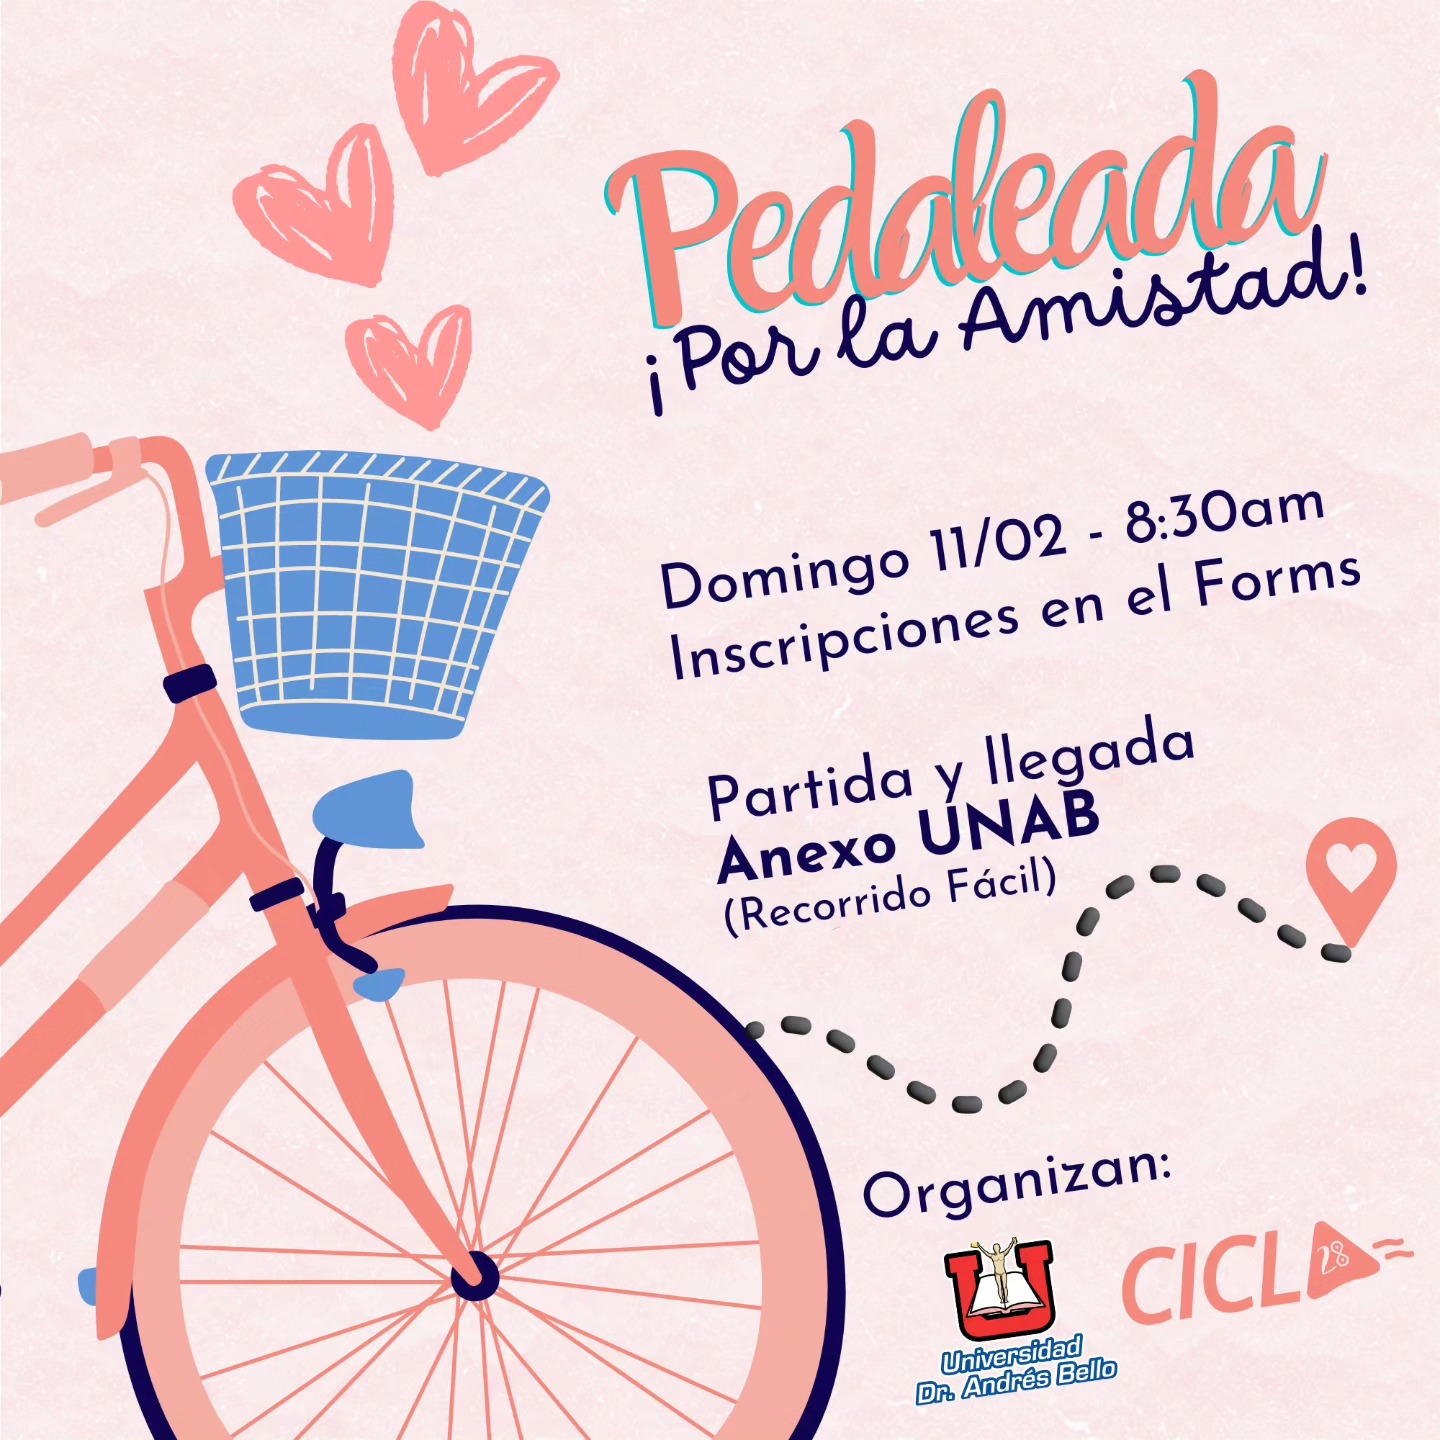 Pedaleada
¡Por la Amistad!
Domingo 11/02 - 8:30am
Inscripciones en el Forms
Partida y llegada
Anexo UNAB
(Recorrido Fácil)
Organizan:
Universidad
Dr. Andrés Bello
CICLA
28